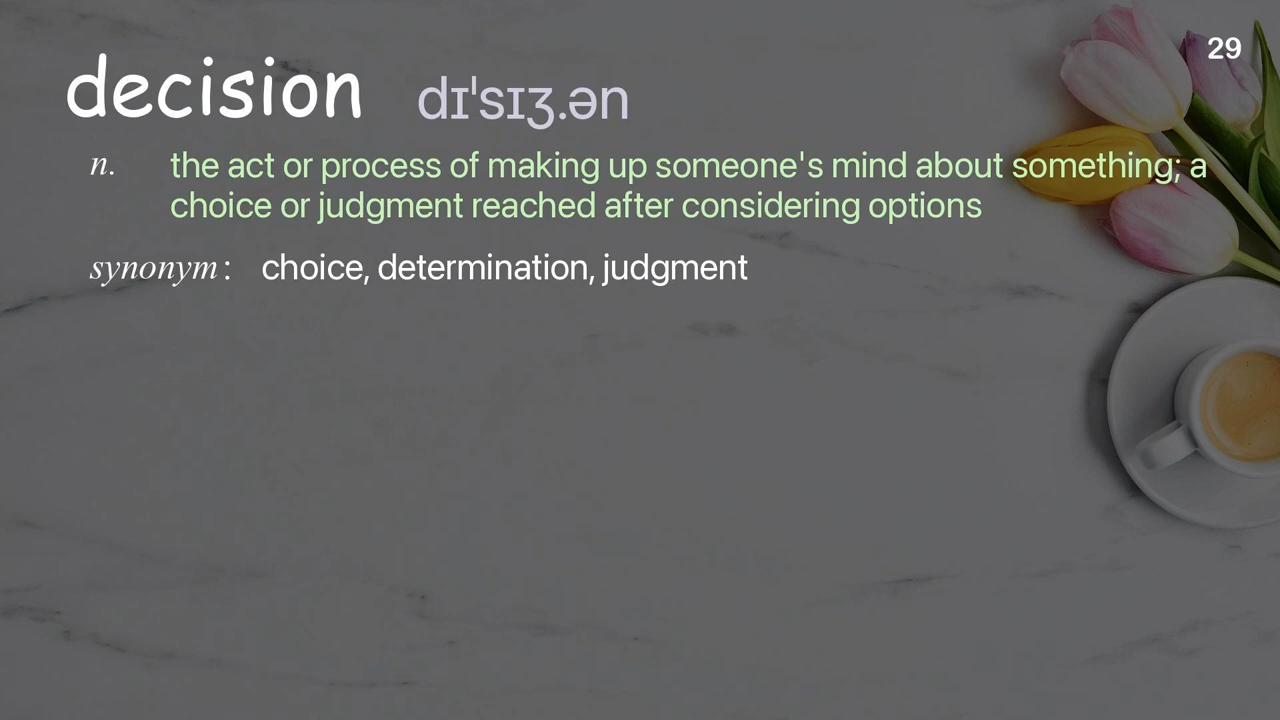 29
decision dɪˈsɪʒ.ən
n. the act or process of making up someone's mind about something; a
choice or judgment reached after considering options
synonym: choice, determination, judgment